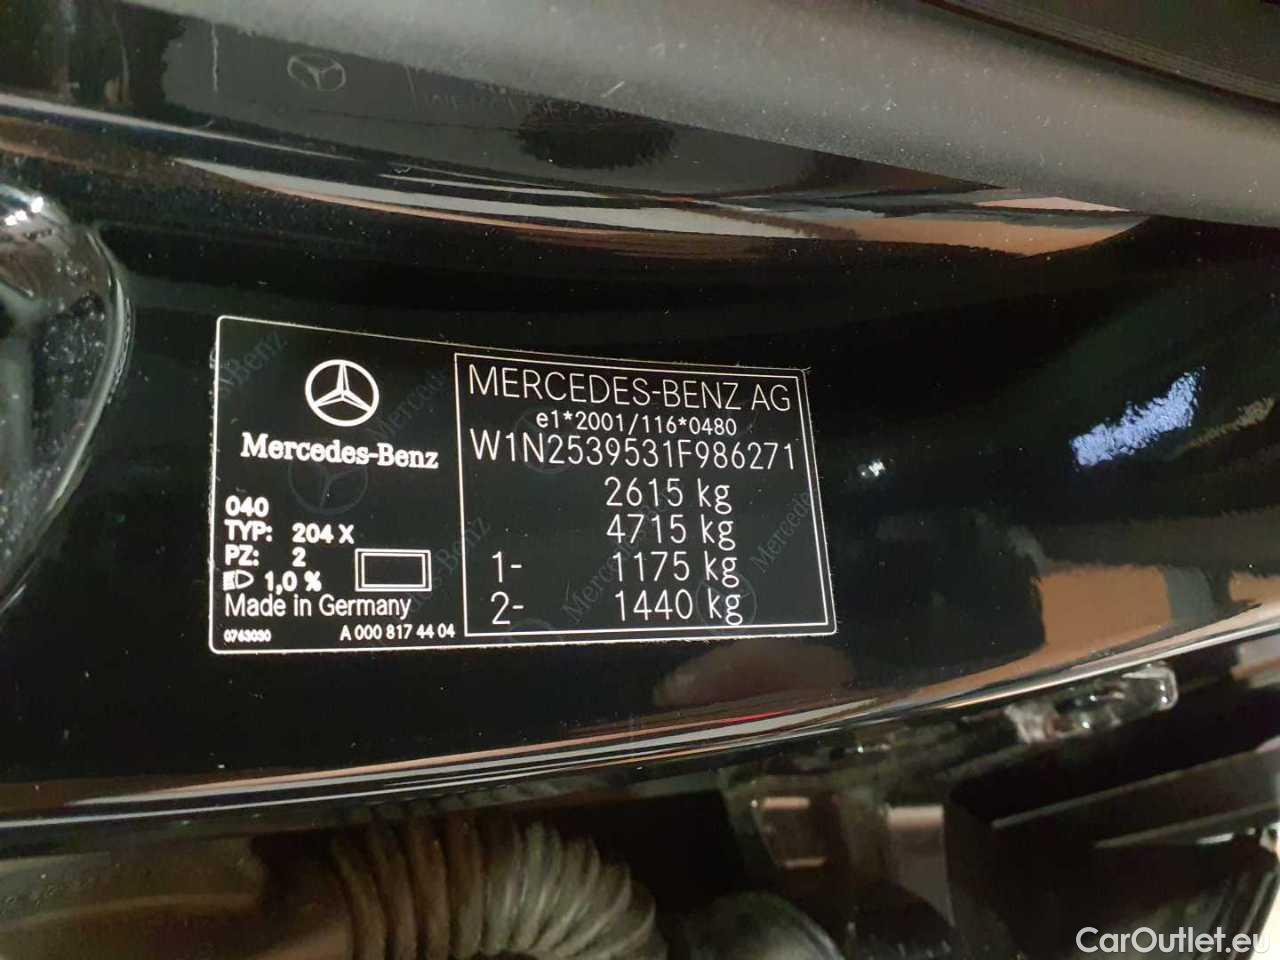 Mercedes-Benz
040
TYP: 204 X
PZ: 2
1,0 %
Made in Germany
0763030 A 000 817 44 04
MERCEDES-BENZ AG
e1*2001/116*0480
W1N2539531F986271
2615 kg
4715 kg
1- 1175 kg
2- 1440 kg
CarOutlet.eu